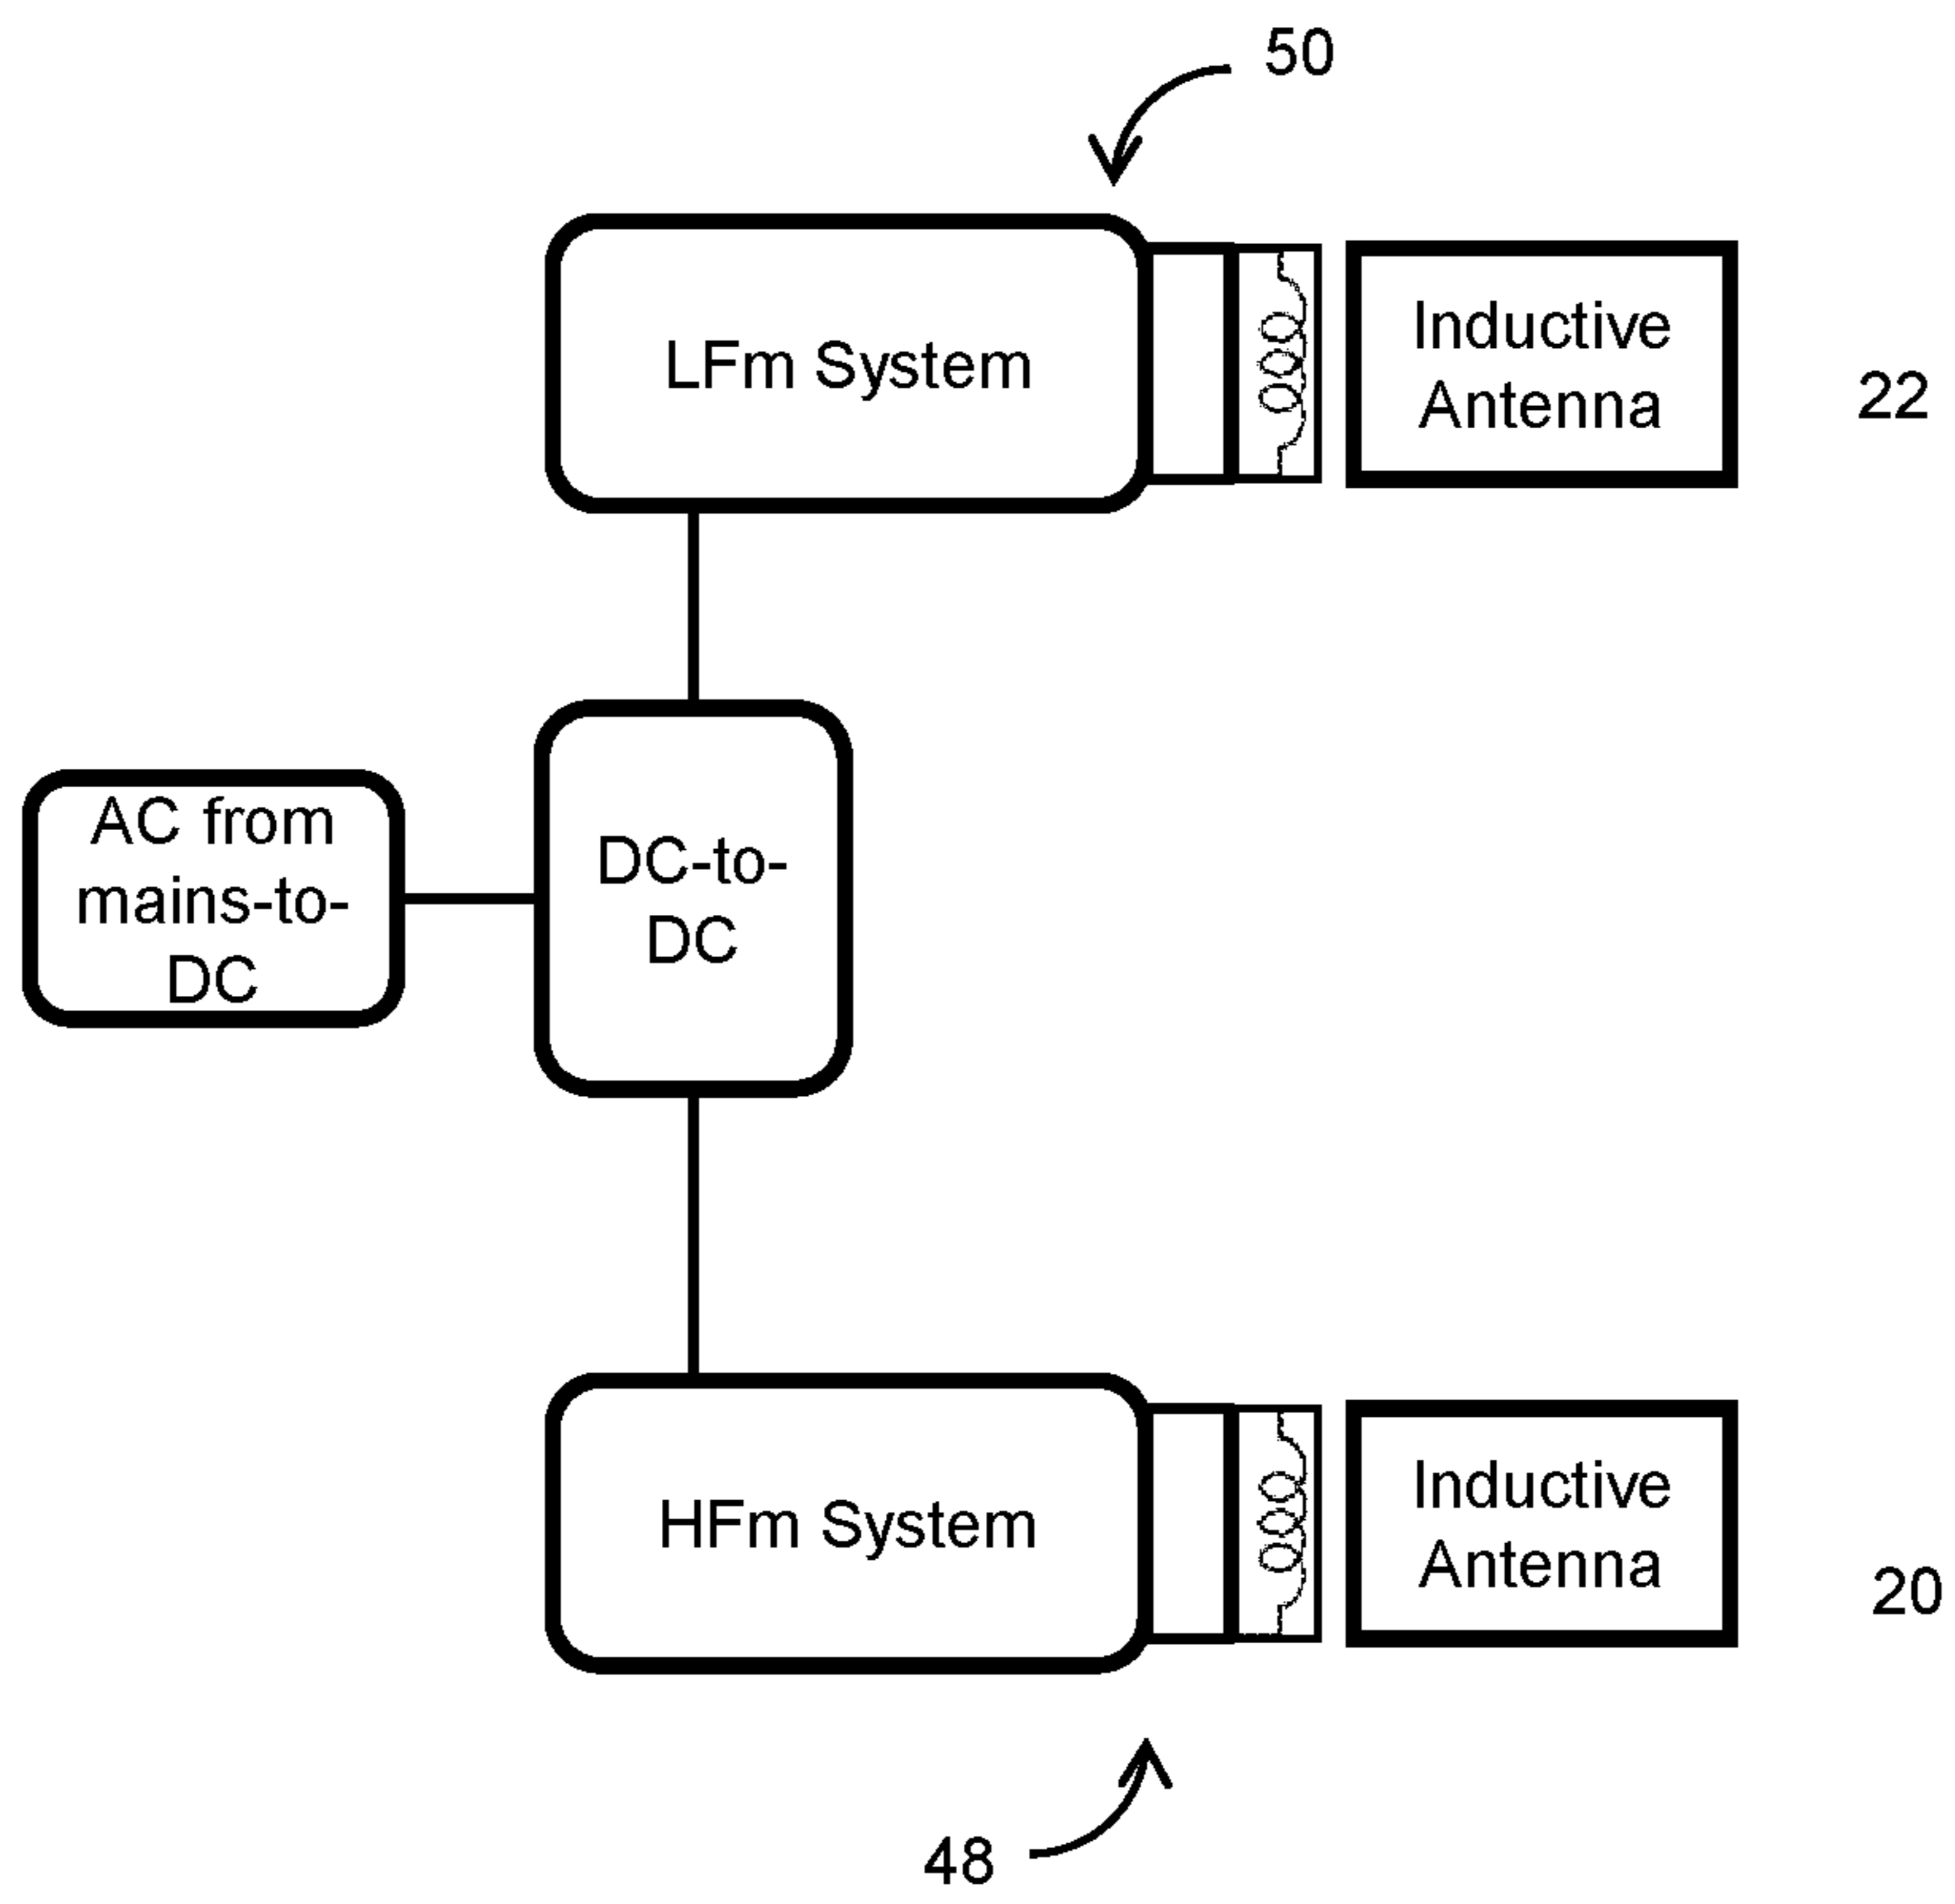 50
LFm System
Inductive
Antenna
22
AC from
mains-to-
DC
DC-to-
DC
HFm System
Inductive
Antenna
20
48